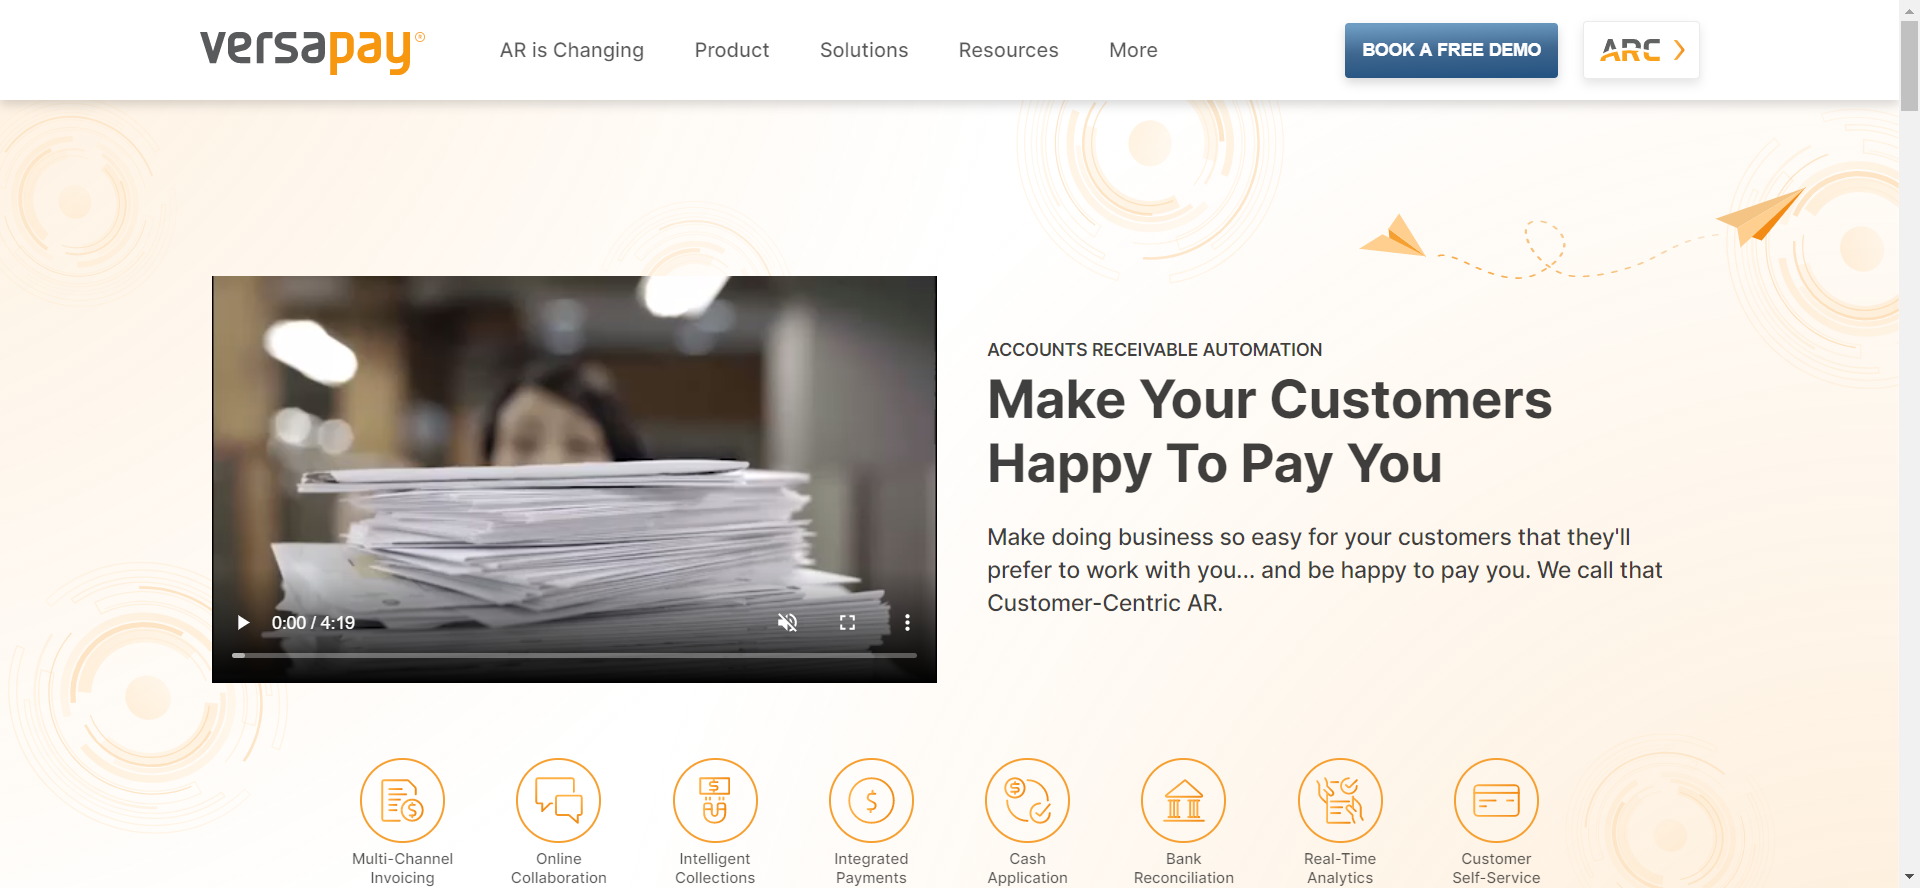 versapay®
AR is Changing
Product
Solutions
Resources
More
BOOK A FREE DEMO
ARC
ACCOUNTS RECEIVABLE AUTOMATION
Make Your Customers
Happy To Pay You
Make doing business so easy for your customers that they'll
prefer to work with you... and be happy to pay you. We call that
Customer-Centric AR.
0:00 / 4:19
Multi-Channel
Invoicing
Online
Collaboration
Intelligent
Collections
Integrated
Payments
Cash
Application
Bank
Reconciliation
Real-Time
Analytics
Customer
Self-Service